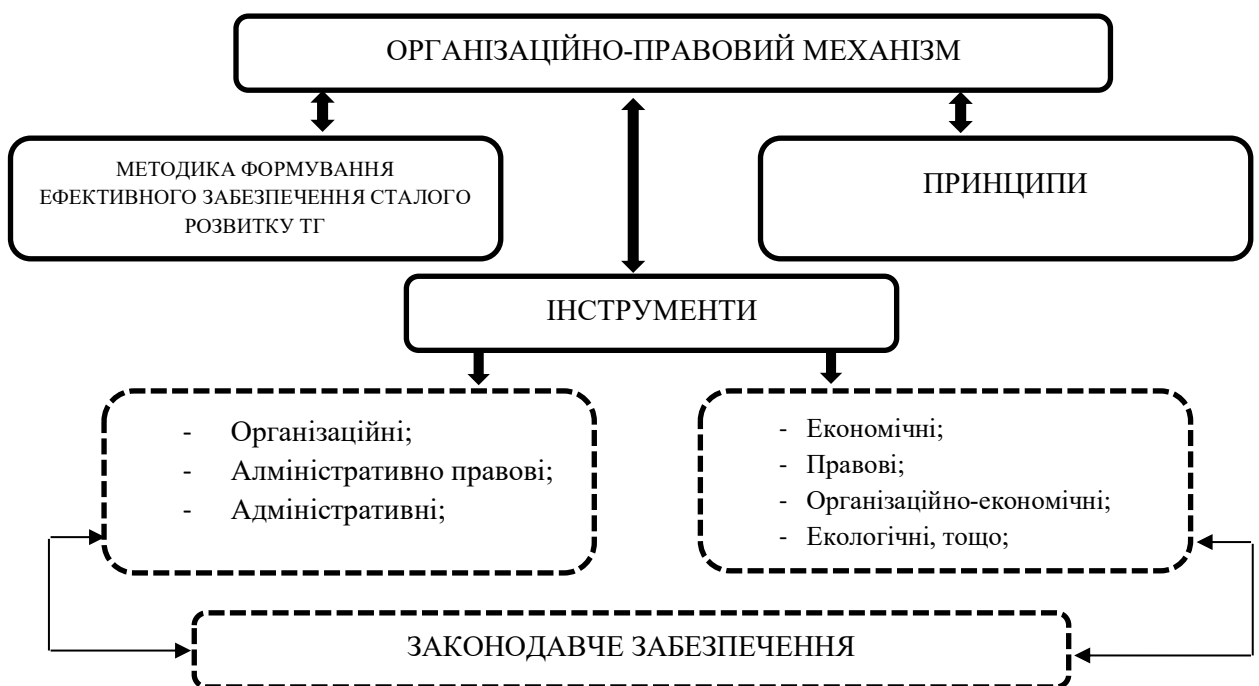 ОРГАНІЗАЦІЙНО-ПРАВОВИЙ МЕХАНІЗМ
МЕТОДИКА ФОРМУВАННЯ
ЕФЕКТИВНОГО ЗАБЕЗПЕЧЕННЯ СТАЛОГО
РОЗВИТКУ ТГ
ПРИНЦИПИ
ІНСТРУМЕНТИ
- Організаційні;
- Алміністративно правові;
- Адміністративні;
- Економічні;
- Правові;
- Організаційно-економічні;
- Екологічні, тощо;
ЗАКОНОДАВЧЕ ЗАБЕЗПЕЧЕННЯ